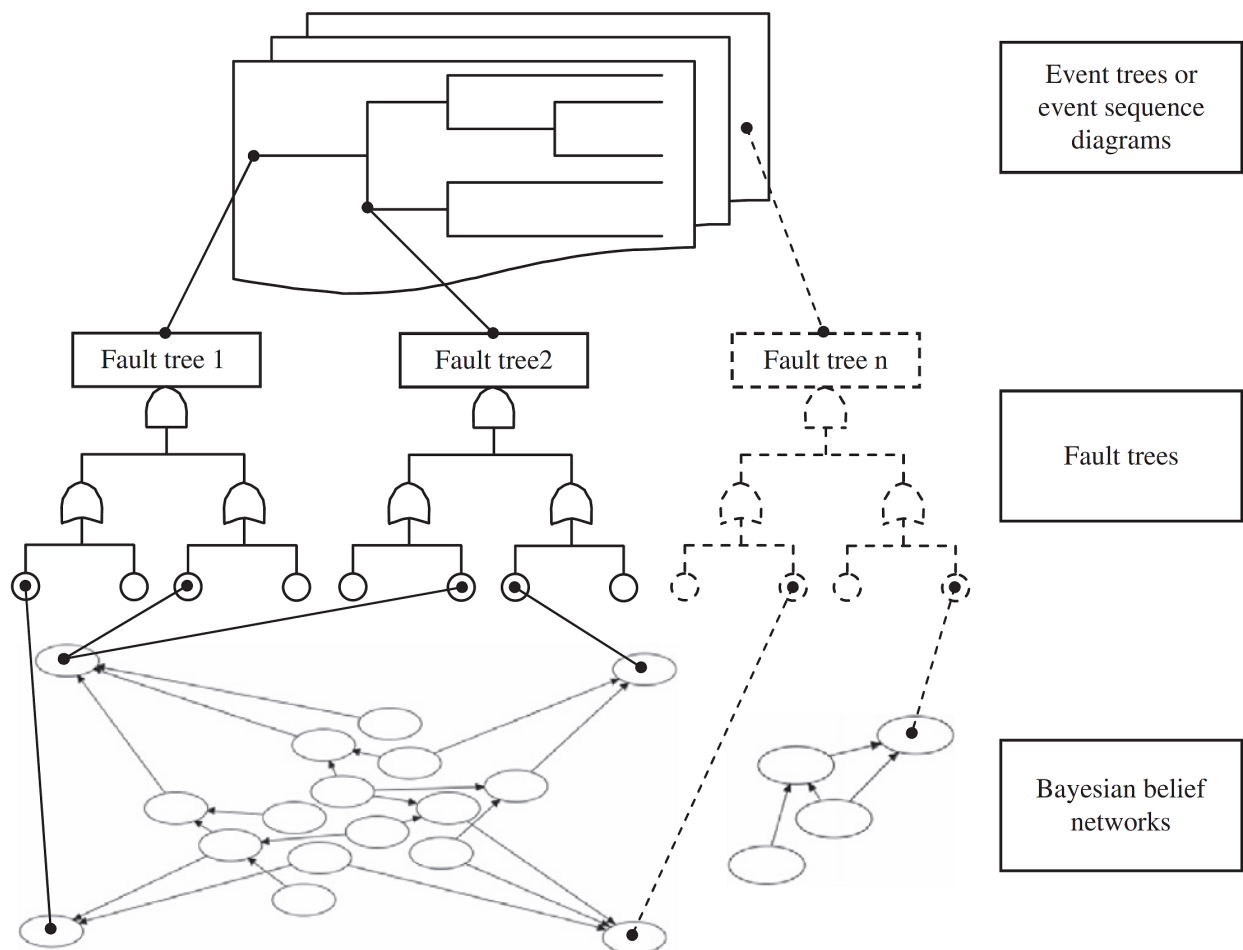 Event trees or
event sequence
diagrams
Fault tree 1
Fault tree2
Fault tree n
Fault trees
Bayesian belief
networks